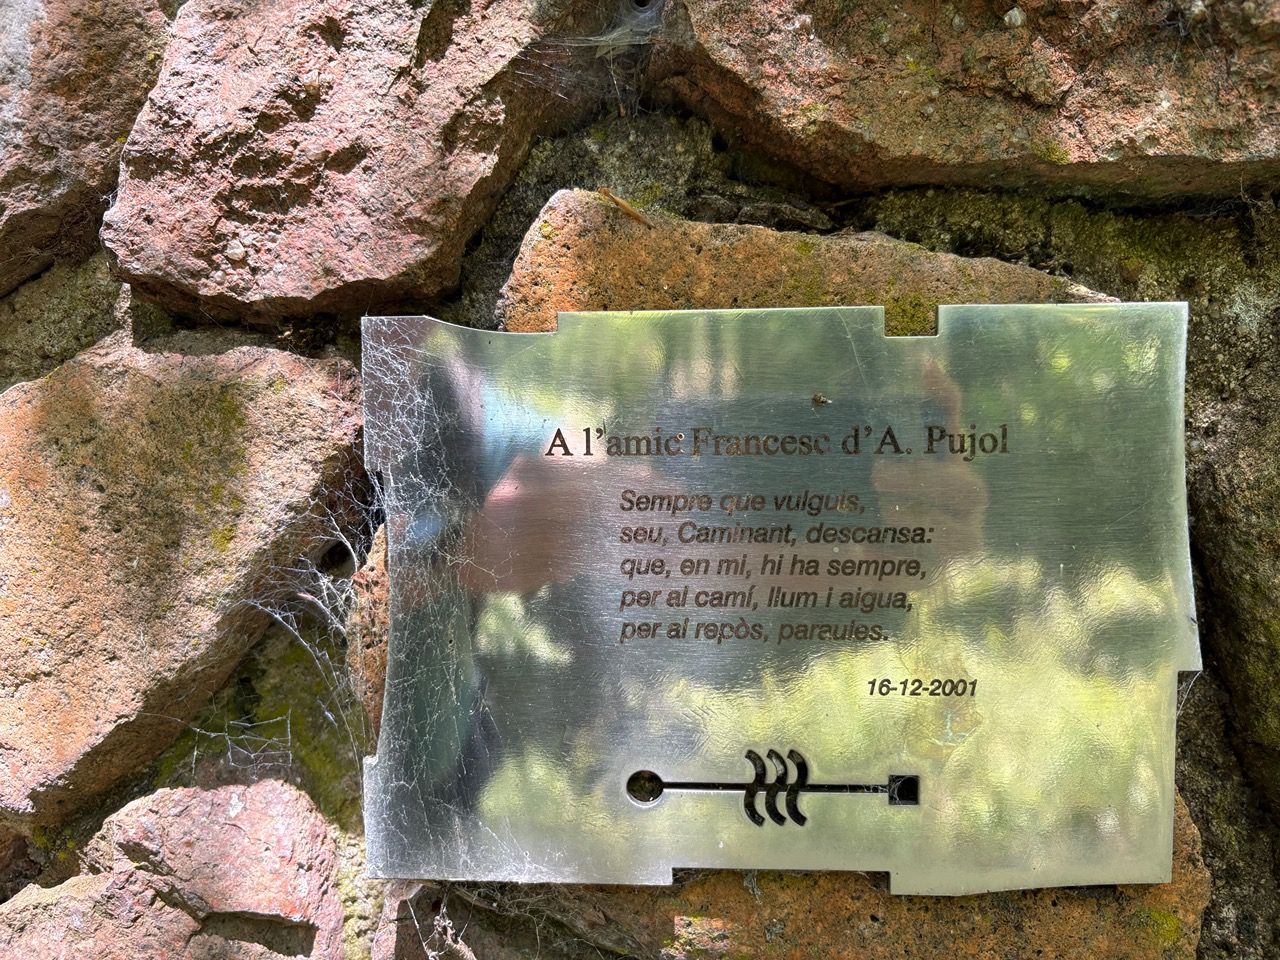 A l'amic Francesc d'A. Pujol
Sempre que vulguis,
seu, Caminant, descansa:
que, en mi, hi ha sempre,
per al camí, llum i aigua,
per al repòs, paraules.
16-12-2001